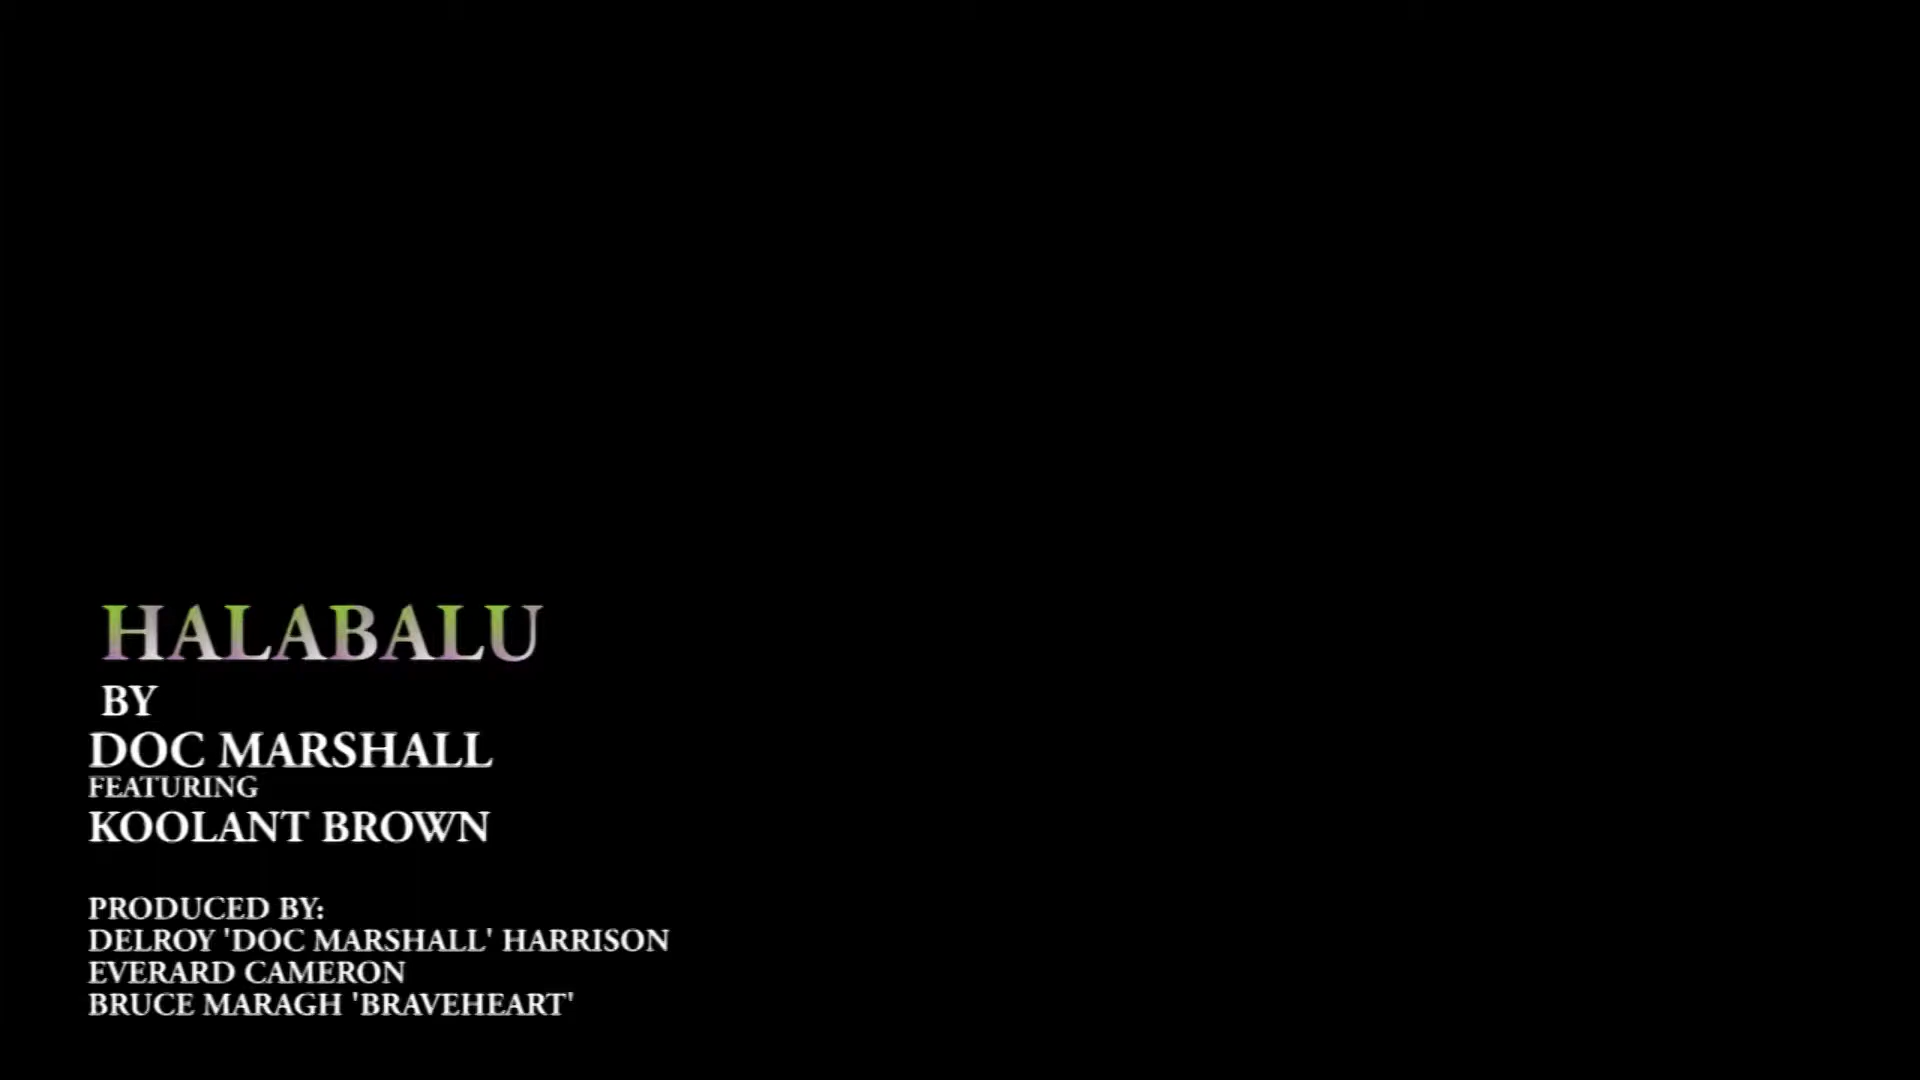 HALABALU
BY
DOC MARSHALL
FEATURING
KOOLANT BROWN
PRODUCED BY:
DELROY 'DOC MARSHALL' HARRISON
EVERARD CAMERON
BRUCE MARAGH 'BRAVEHEART'